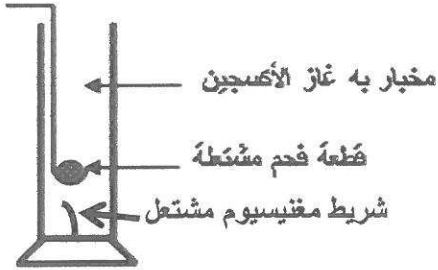 مخبار به غاز الأكسجين
قطعة فحم مشتعلة
شريط مغنيسيوم مشتعل